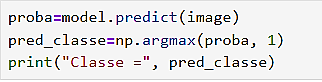 proba=model.predict(image)
pred_classe=np.argmax(proba, 1)
print("Classe =", pred_classe)